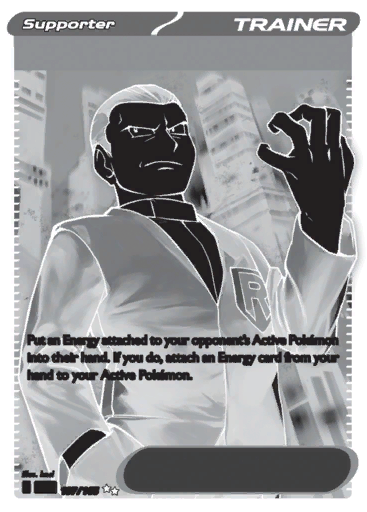 Supporter
TRAINER
R
Put an Energy attached to your opponent's Active Pokémon
into their hand. If you do, attach an Energy card from your
hand to your Active Pokémon.
Illus.